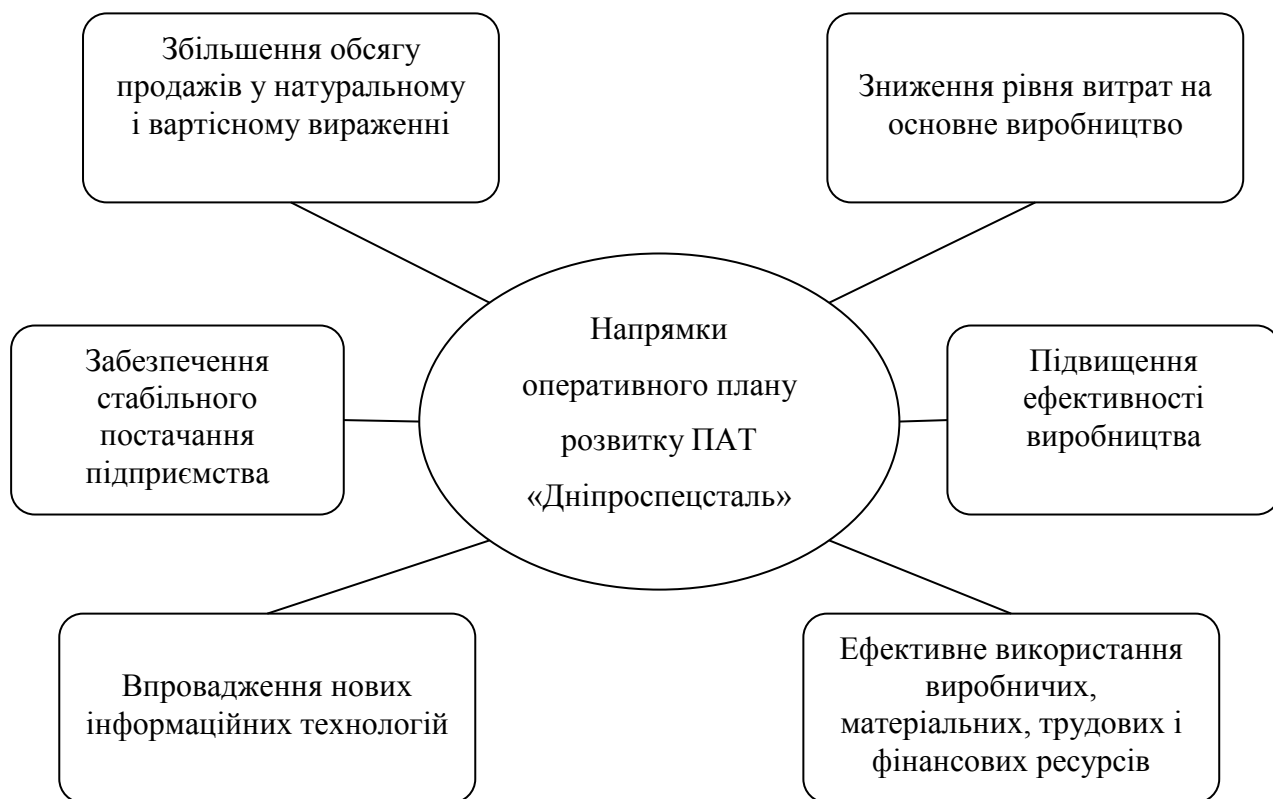 Збільшення обсягу
продажів у натуральному
і вартісному вираженні
Зниження рівня витрат на
основне виробництво
Напрямки
оперативного плану
розвитку ПАТ
«Дніпроспецсталь»
Забезпечення
стабільного
постачання
підприємства
Підвищення
ефективності
виробництва
Впровадження нових
інформаційних технологій
Ефективне використання
виробничих,
матеріальних, трудових і
фінансових ресурсів